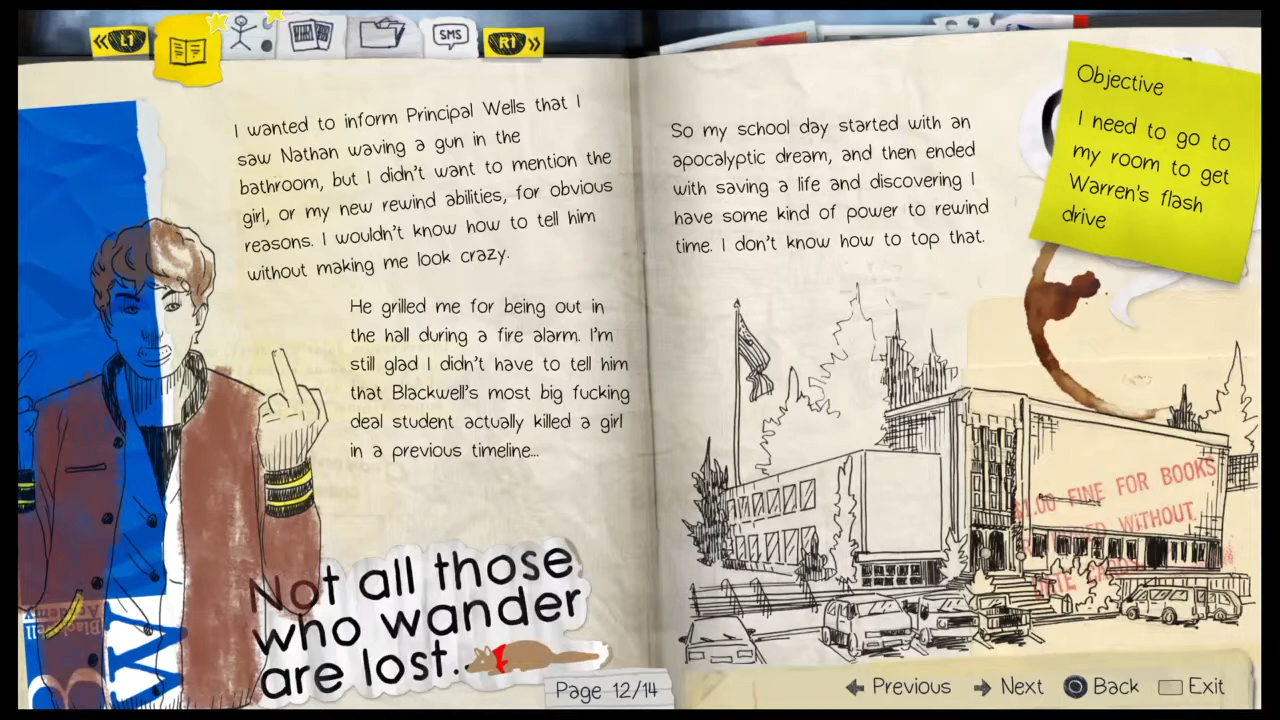 L1
SMS
R1
I wanted to inform Principal Wells that I
saw Nathan waving a gun in the
bathroom, but I didn't want to mention the
girl, or my new rewind abilities, for obvious
reasons. I wouldn't know how to tell him
without making me look crazy.
He grilled me for being out in
the hall during a fire alarm. I'm
still glad I didn't have to tell him
that Blackwell's most big fucking
deal student actually killed a girl
in a previous timeline...
Not all those
who wander
are lost...
Blackwell
Academy
W
Page 12/14
So my school day started with an
apocalyptic dream, and then ended
with saving a life and discovering I
have some kind of power to rewind
time. I don't know how to top that.
Objective
I need to go to
my room to get
Warren's flash
drive
$1.00 FINE FOR BOOKS
WITHOUT
Previous
Next
Back
Exit